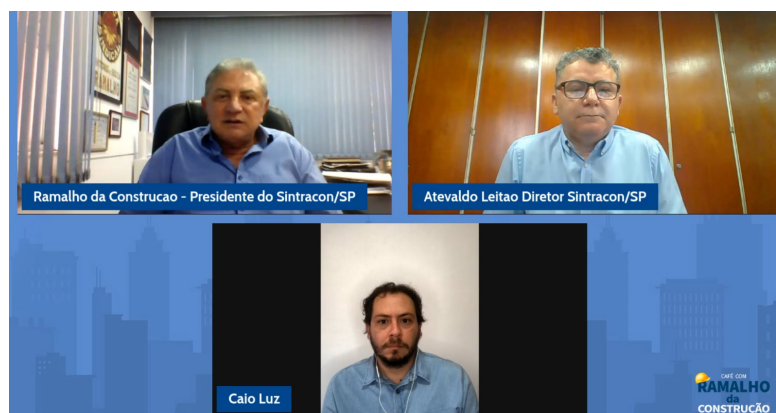 RAMALHO
Ramalho da Construcao - Presidente do Sintracon/SP
Atevaldo Leitao Diretor Sintracon/SP
Caio Luz
CAFÉ COM
RAMALHO
da
CONSTRUÇÃO